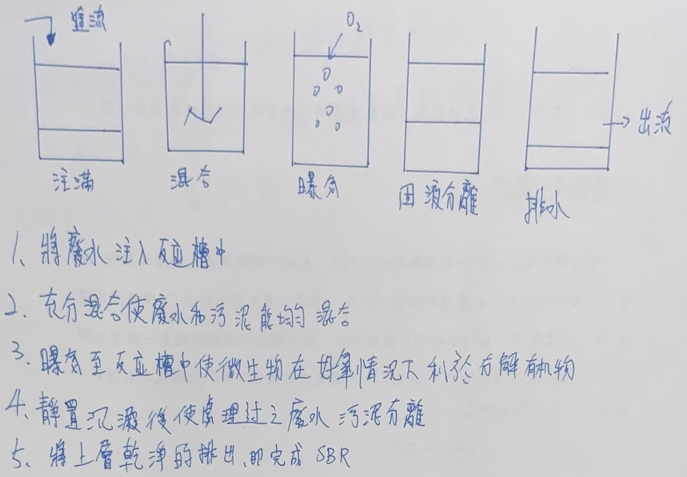 進流
O₂
出流
注滿 混合 曝氣 固液分離 排水
1、將廢水注入反應槽中
2、充分混合使廢水和污泥能均勻混合
3、曝氣至反應槽中使微生物在好氧情況下利於分解有機物
4、靜置沉澱後使處理過之廢水污泥分離
5、將上層乾淨的排出,即完成 SBR